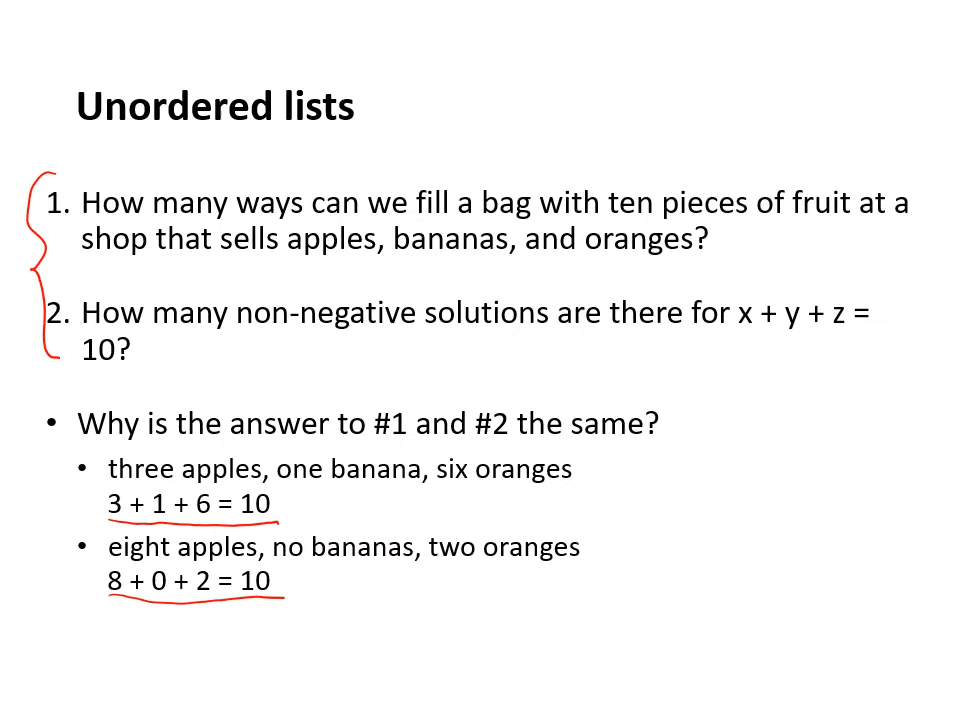 Unordered lists
1. How many ways can we fill a bag with ten pieces of fruit at a
shop that sells apples, bananas, and oranges?
2. How many non-negative solutions are there for x + y + z =
10?
• Why is the answer to #1 and #2 the same?
• three apples, one banana, six oranges
3 + 1 + 6 = 10
• eight apples, no bananas, two oranges
8 + 0 + 2 = 10